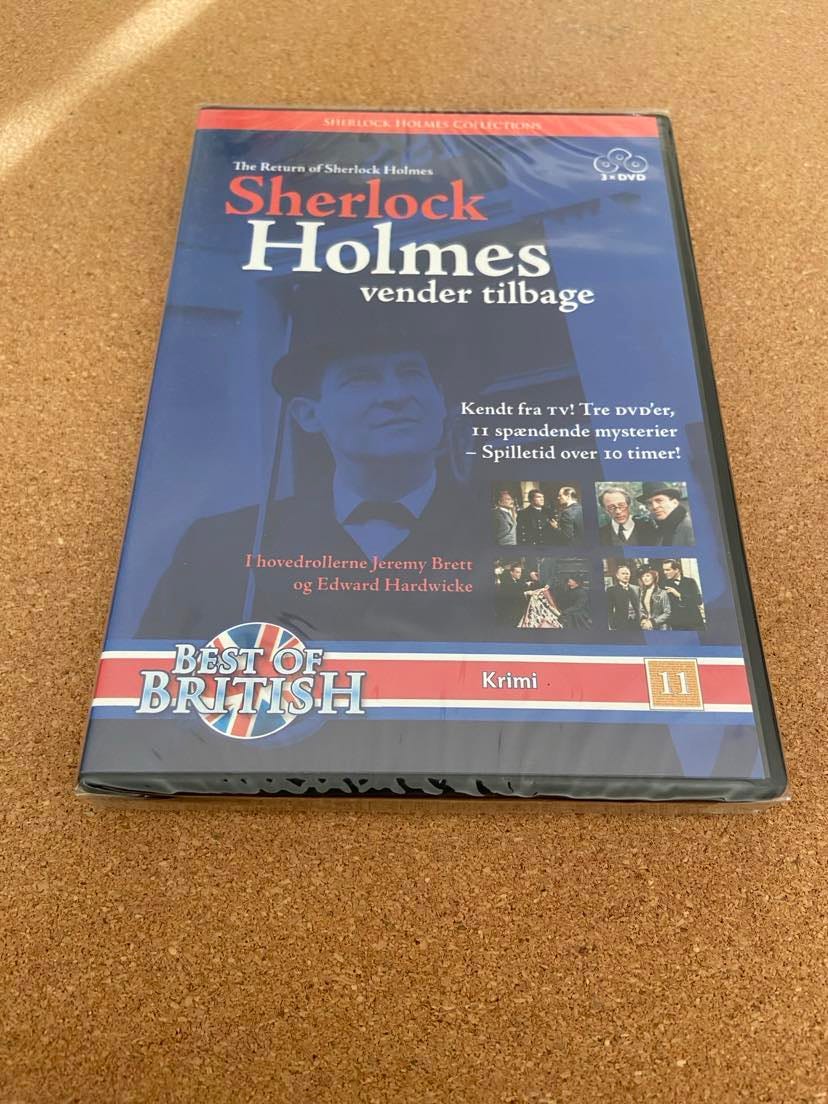 SHERLOCK HOLMES COLLECTIONS
3 × DVD
The Return of Sherlock Holmes
Sherlock
Holmes
vender tilbage
Kendt fra TV! Tre DVD'er,
11 spændende mysterier
– Spilletid over 10 timer!
I hovedrollerne Jeremy Brett
og Edward Hardwicke
BEST OF
BRITISH
Krimi
11